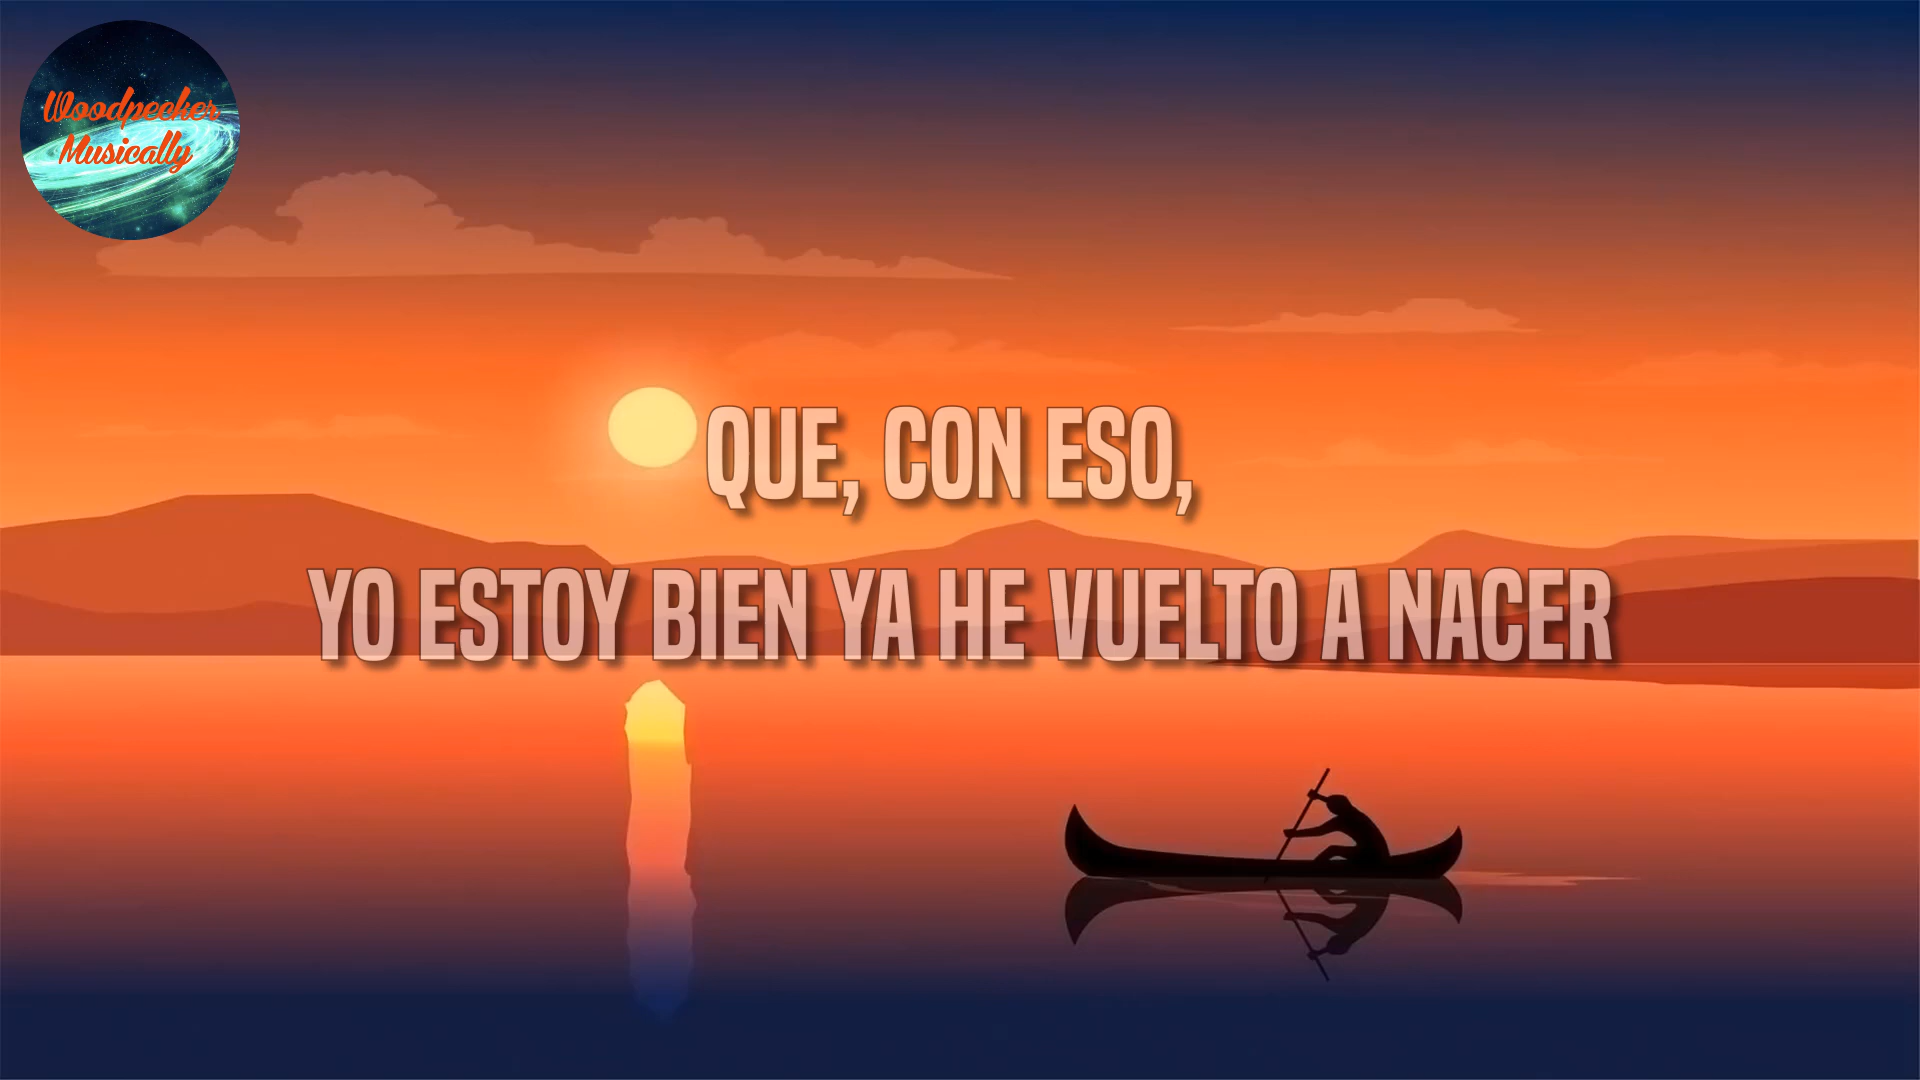 Woodpecker
Musically
QUE, CON ESO,
YO ESTOY BIEN YA HE VUELTO A NACER